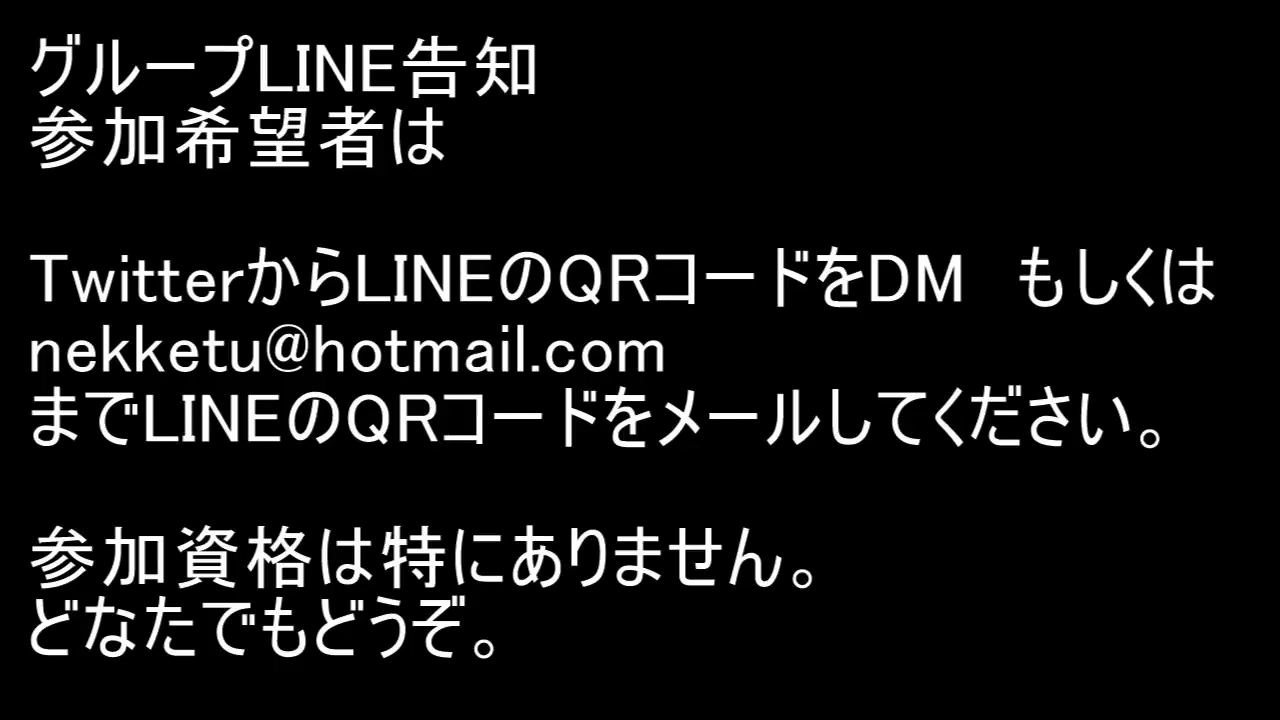 グループLINE告知
参加希望者は
TwitterからLINEのQRコードをDM　もしくは
nekketu@hotmail.com
までLINEのQRコードをメールしてください。
参加資格は特にありません。
どなたでもどうぞ。